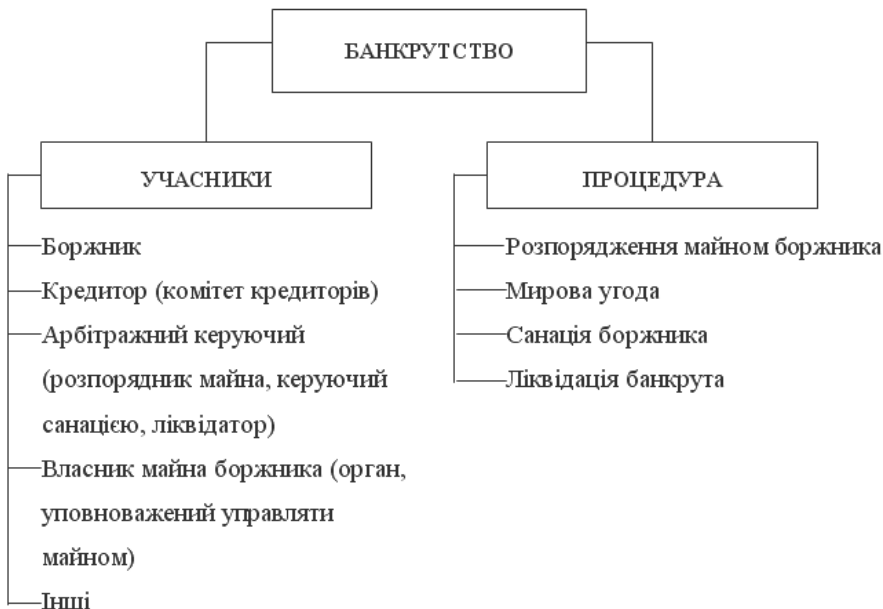 БАНКРУТСТВО
УЧАСНИКИ
Боржник
Кредитор (комітет кредиторів)
Арбітражний керуючий
(розпорядник майна, керуючий
санацією, ліквідатор)
Власник майна боржника (орган,
уповноважений управляти
майном)
Інші
ПРОЦЕДУРА
Розпорядження майном боржника
Мирова угода
Санація боржника
Ліквідація банкрута